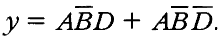 y = AB̅D + AB̅D̅.